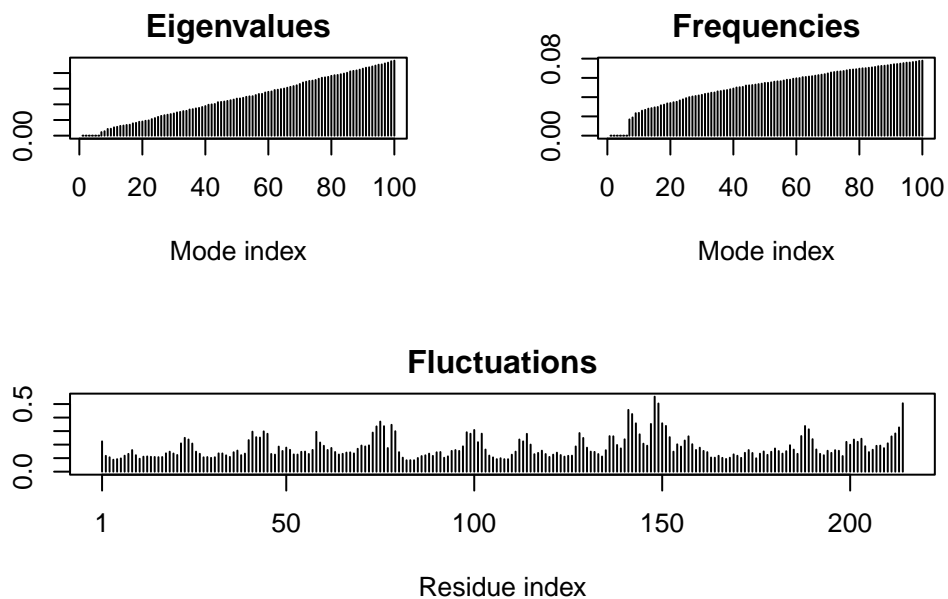 Eigenvalues
0.00
0 20 40 60 80 100
Mode index
Frequencies
0.00 0.08
0 20 40 60 80 100
Mode index
Fluctuations
0.0 0.5
1 50 100 150 200
Residue index